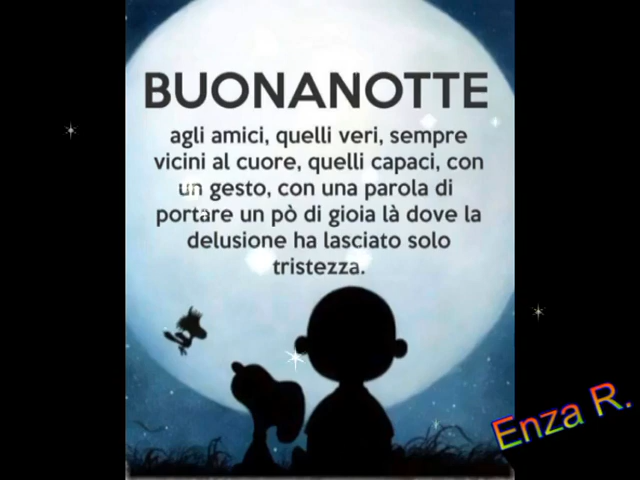 BUONANOTTE
agli amici, quelli veri, sempre
vicini al cuore, quelli capaci, con
un gesto, con una parola di
portare un pò di gioia là dove la
delusione ha lasciato solo
tristezza.
Enza R.